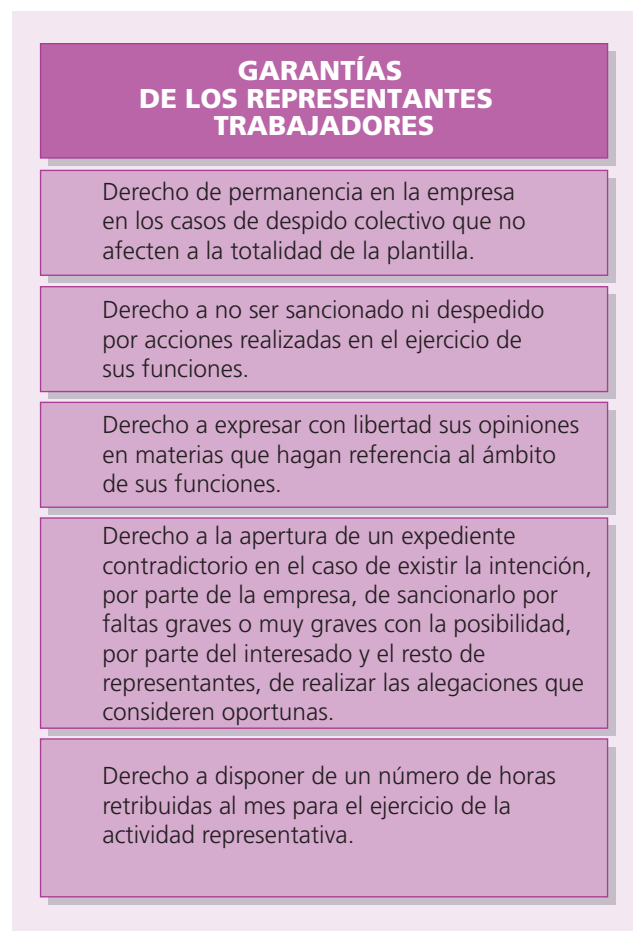 GARANTÍAS
DE LOS REPRESENTANTES
TRABAJADORES
Derecho de permanencia en la empresa
en los casos de despido colectivo que no
afecten a la totalidad de la plantilla.
Derecho a no ser sancionado ni despedido
por acciones realizadas en el ejercicio de
sus funciones.
Derecho a expresar con libertad sus opiniones
en materias que hagan referencia al ámbito
de sus funciones.
Derecho a la apertura de un expediente
contradictorio en el caso de existir la intención,
por parte de la empresa, de sancionarlo por
faltas graves o muy graves con la posibilidad,
por parte del interesado y el resto de
representantes, de realizar las alegaciones que
consideren oportunas.
Derecho a disponer de un número de horas
retribuidas al mes para el ejercicio de la
actividad representativa.